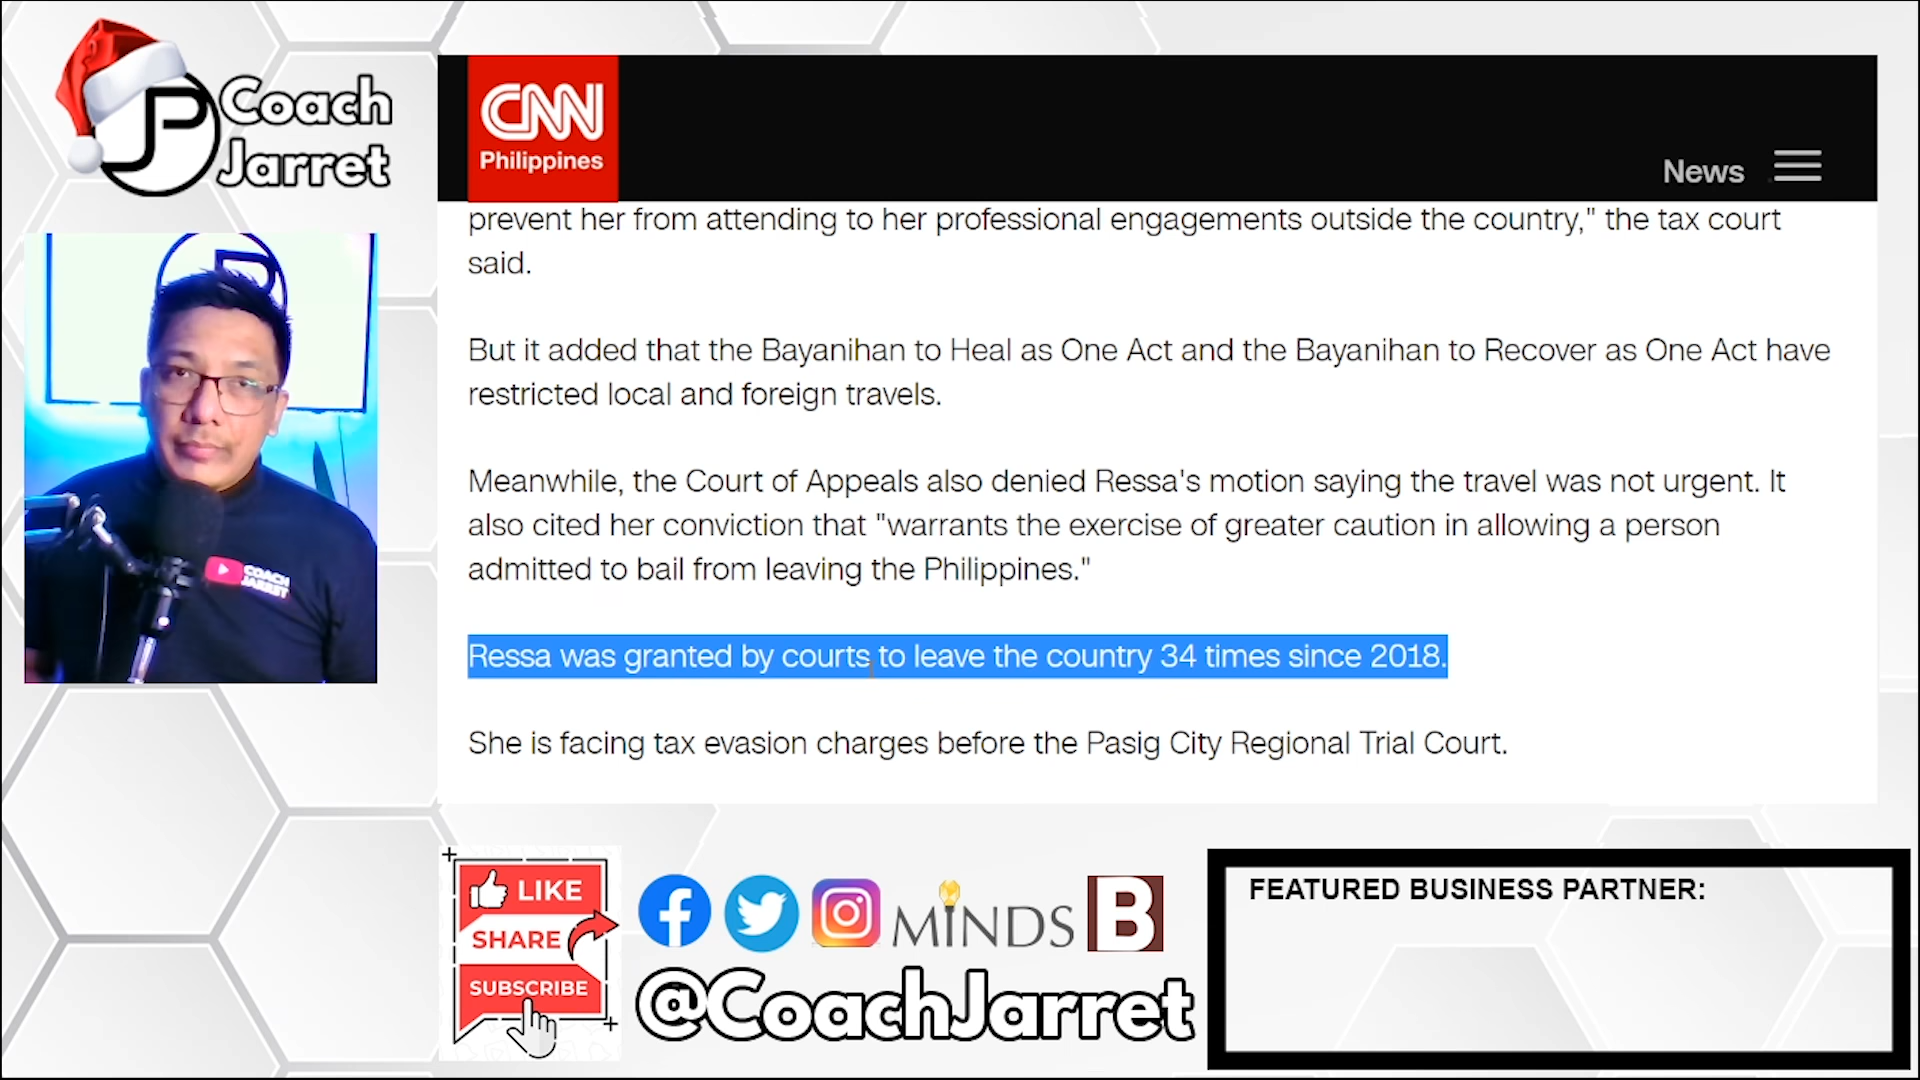 Coach
Jarret
JP
CNN
Philippines
News
prevent her from attending to her professional engagements outside the country," the tax court
said.
But it added that the Bayanihan to Heal as One Act and the Bayanihan to Recover as One Act have
restricted local and foreign travels.
Meanwhile, the Court of Appeals also denied Ressa's motion saying the travel was not urgent. It
also cited her conviction that "warrants the exercise of greater caution in allowing a person
admitted to bail from leaving the Philippines."
Ressa was granted by courts to leave the country 34 times since 2018.
She is facing tax evasion charges before the Pasig City Regional Trial Court.
COACH
JARRET
LIKE
SHARE
SUBSCRIBE
MINDS
B
@CoachJarret
FEATURED BUSINESS PARTNER: